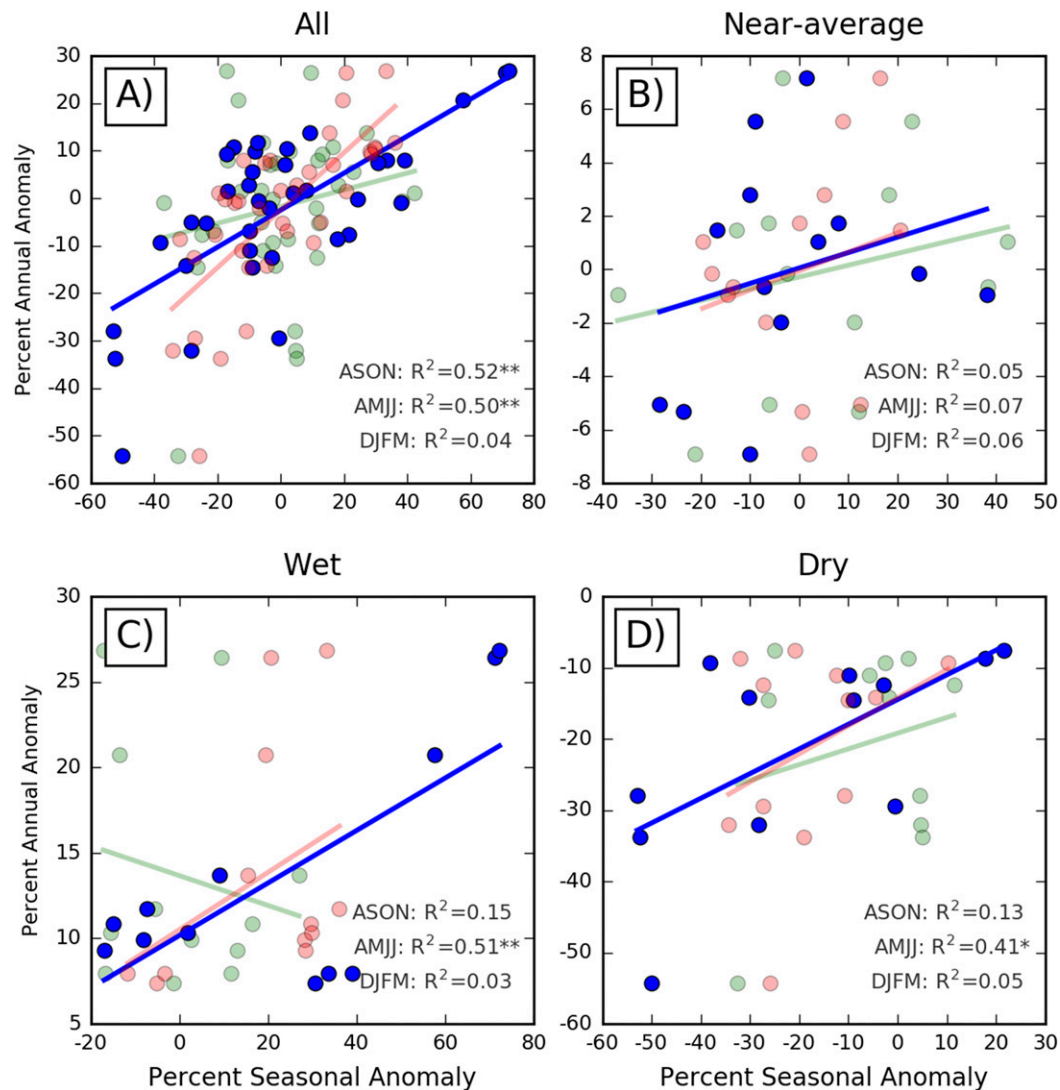 All
Near-average
A)
B)
Percent Annual Anomaly
30
20
10
0
-10
-20
-30
-40
-50
-60
-60
-40
-20
0
20
40
60
80
ASON: R²=0.52**
AMJJ: R²=0.50**
DJFM: R²=0.04
8
6
4
2
0
-2
-4
-6
-8
-40
-30
-20
-10
0
10
20
30
40
50
ASON: R²=0.05
AMJJ: R²=0.07
DJFM: R²=0.06
Wet
Dry
C)
D)
Percent Annual Anomaly
30
25
20
15
10
5
-20
0
20
40
60
80
ASON: R²=0.15
AMJJ: R²=0.51**
DJFM: R²=0.03
Percent Seasonal Anomaly
-0
-10
-20
-30
-40
-50
-60
-60
-50
-40
-30
-20
-10
0
10
20
30
ASON: R²=0.13
AMJJ: R²=0.41*
DJFM: R²=0.05
Percent Seasonal Anomaly